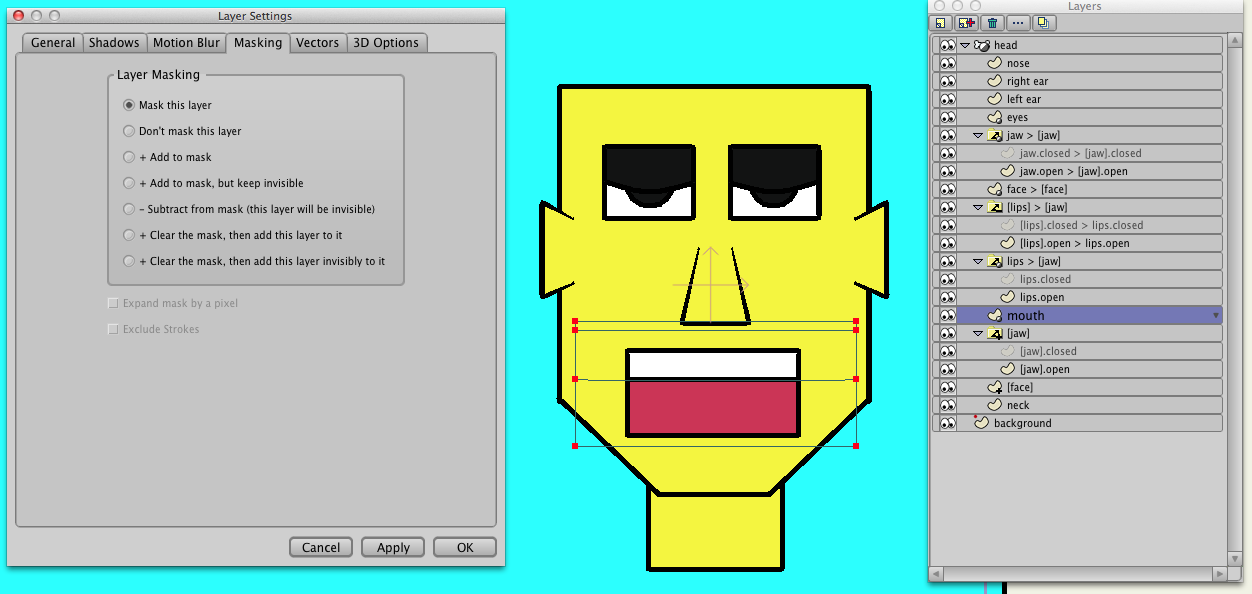 Layer Settings
General
Shadows
Motion Blur
Masking
Vectors
3D Options
Layer Masking
Mask this layer
Don't mask this layer
+ Add to mask
+ Add to mask, but keep invisible
- Subtract from mask (this layer will be invisible)
+ Clear the mask, then add this layer to it
+ Clear the mask, then add this layer invisibly to it
Expand mask by a pixel
Exclude Strokes
Cancel
Apply
OK
Layers
head
nose
right ear
left ear
eyes
jaw > [jaw]
jaw.closed > [jaw].closed
jaw.open > [jaw].open
face > [face]
[lips] > [jaw]
[lips].closed > lips.closed
[lips].open > lips.open
lips > [jaw]
lips.closed
lips.open
mouth
[jaw]
[jaw].closed
[jaw].open
[face]
neck
background